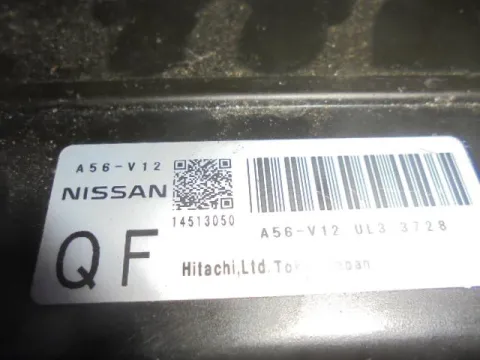 A56-V12
NISSAN
14513050
A56-V12 UL3 3728
QF
Hitachi,Ltd.